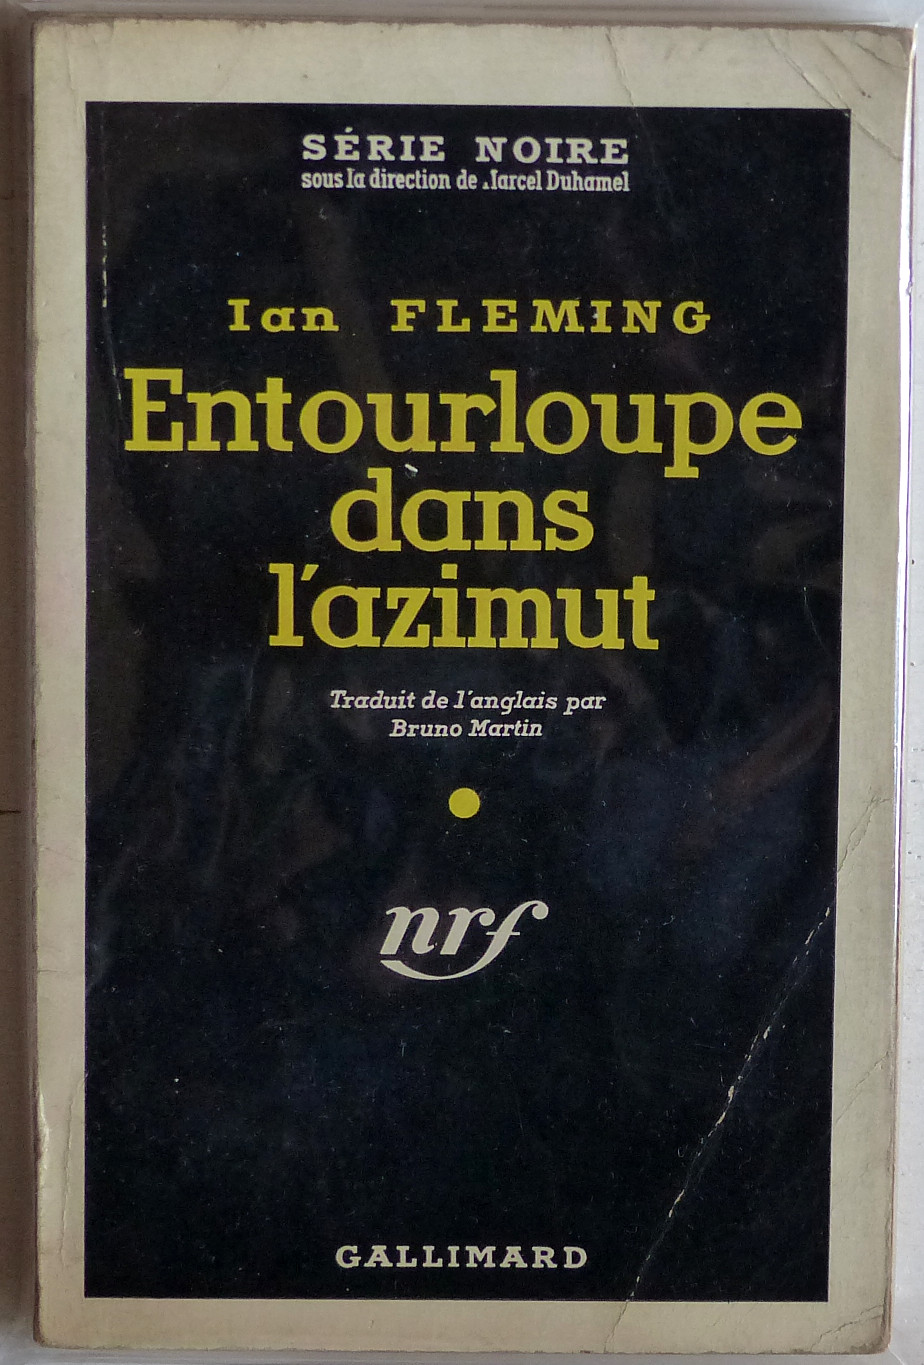 SÉRIE NOIRE
sous la direction de Marcel Duhamel
Ian FLEMING
Entourloupe
dans
l'azimut
Traduit de l'anglais par
Bruno Martin
nrf
GALLIMARD